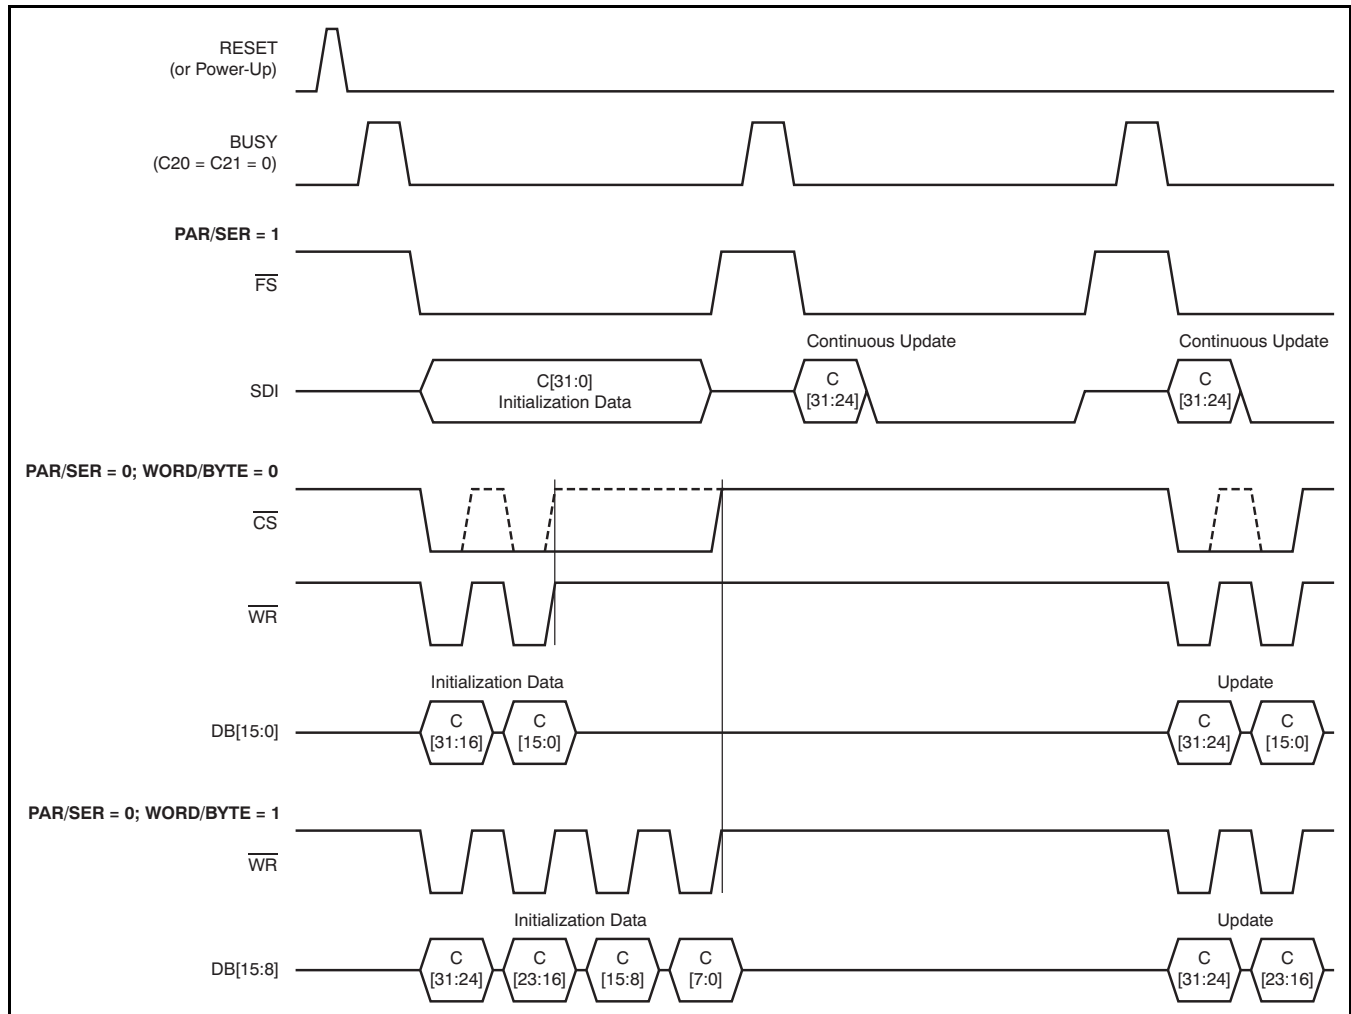 RESET
(or Power-Up)
BUSY
(C20 = C21 = 0)
PAR/SER = 1
FS
Continuous Update
Continuous Update
SDI
C[31:0]
Initialization Data
C
[31:24]
C
[31:24]
PAR/SER = 0; WORD/BYTE = 0
CS
WR
Initialization Data
Update
DB[15:0]
C
[31:16]
C
[15:0]
C
[31:24]
C
[15:0]
PAR/SER = 0; WORD/BYTE = 1
WR
Initialization Data
Update
DB[15:8]
C
[31:24]
C
[23:16]
C
[15:8]
C
[7:0]
C
[31:24]
C
[23:16]